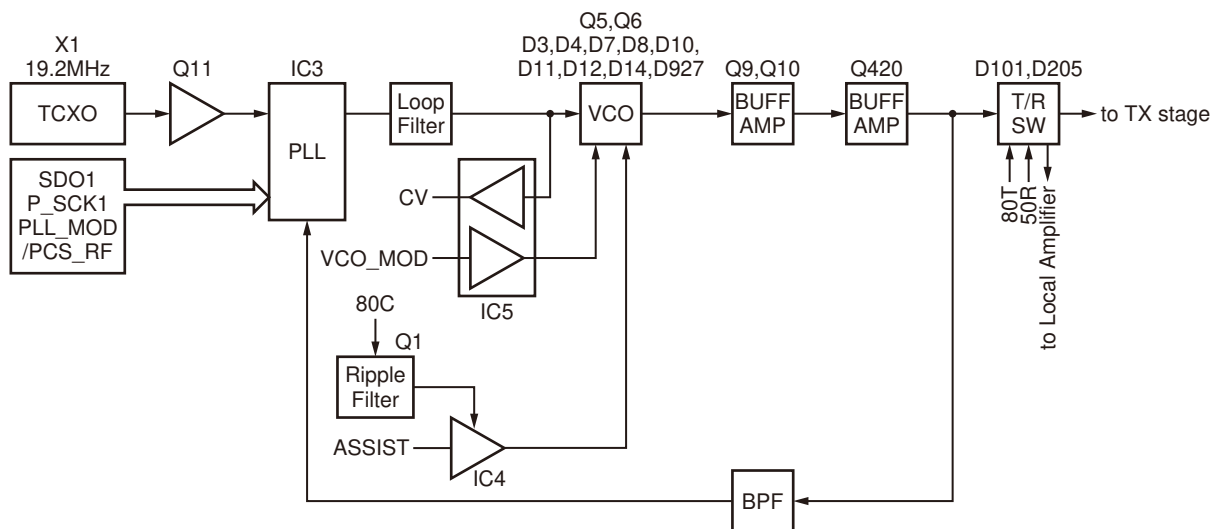 X1
19.2MHz
TCXO
Q11
IC3
PLL
SDO1
P_SCK1
PLL_MOD
/PCS_RF
Loop
Filter
Q5,Q6
D3,D4,D7,D8,D10,
D11,D12,D14,D927
VCO
CV
VCO_MOD
IC5
80C
Q1
Ripple
Filter
ASSIST
IC4
Q9,Q10
BUFF
AMP
Q420
BUFF
AMP
D101,D205
T/R
SW
to TX stage
80T
50R
to Local Amplifier
BPF